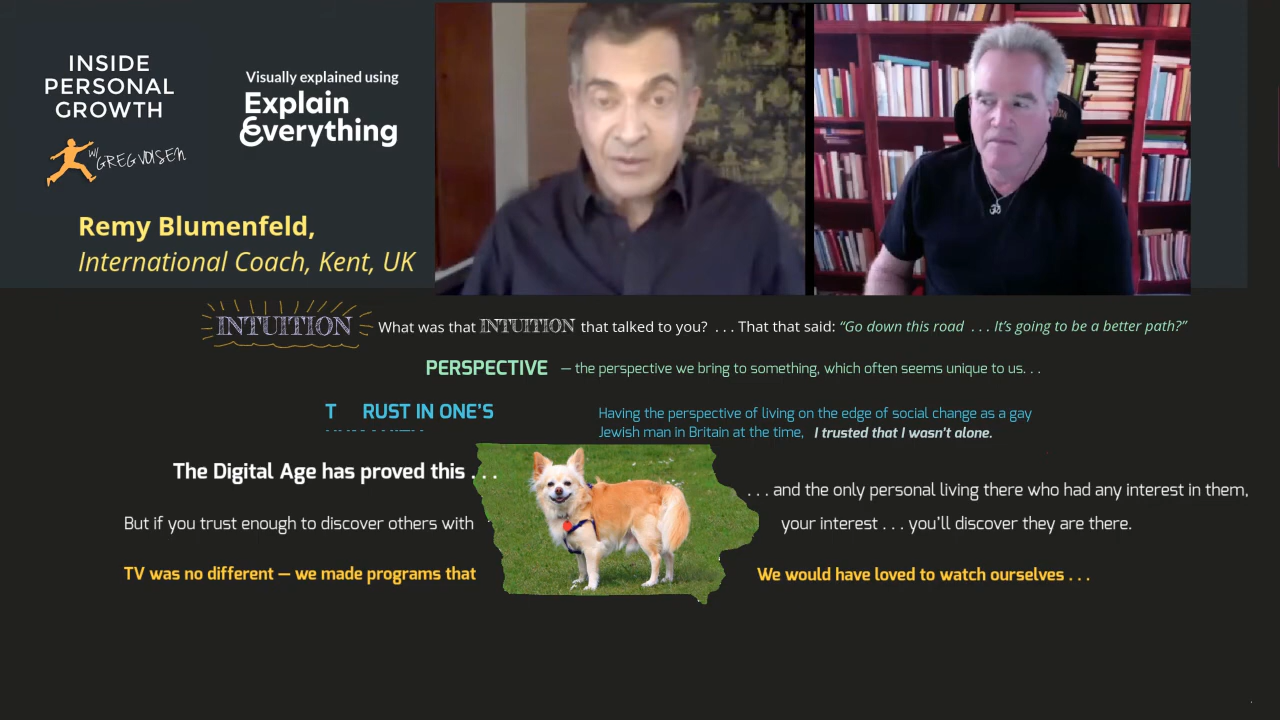 INSIDE
PERSONAL
GROWTH
w/ GREG VOISEN
Visually explained using
Explain
Everything
Remy Blumenfeld,
International Coach, Kent, UK
INTUITION What was that INTUITION that talked to you? . . . That that said: “Go down this road . . . It’s going to be a better path?”
PERSPECTIVE — the perspective we bring to something, which often seems unique to us. . .
T RUST IN ONE’S
Having the perspective of living on the edge of social change as a gay
Jewish man in Britain at the time, I trusted that I wasn’t alone.
The Digital Age has proved this . . .
. . . and the only personal living there who had any interest in them,
But if you trust enough to discover others with
your interest . . . you’ll discover they are there.
TV was no different — we made programs that
We would have loved to watch ourselves . . .